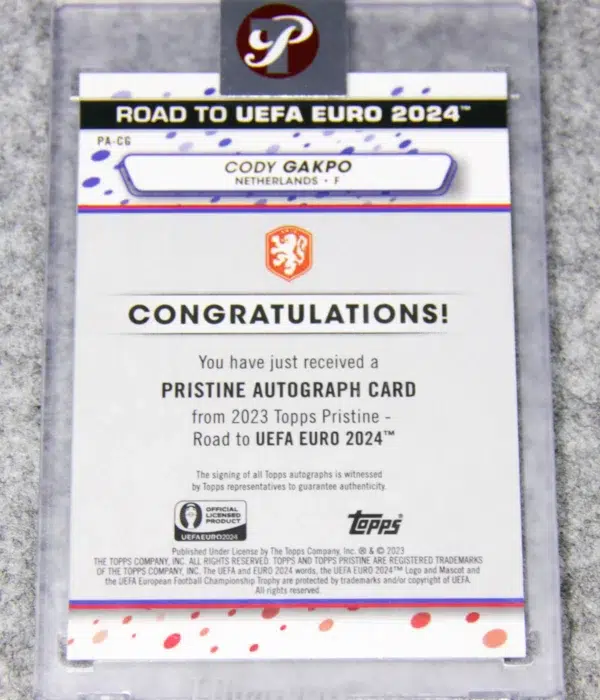 P
ROAD TO UEFA EURO 2024™
PA-CG
CODY GAKPO
NETHERLANDS • F
CONGRATULATIONS!
You have just received a
PRISTINE AUTOGRAPH CARD
from 2023 Topps Pristine -
Road to UEFA EURO 2024™
The signing of all Topps autographs is witnessed
by Topps representatives to guarantee authenticity.
OFFICIAL
LICENSED
PRODUCT
UEFAEURO2024
Topps®
Published Under License by The Topps Company, Inc. ® & © 2023
THE TOPPS COMPANY, INC. ALL RIGHTS RESERVED. TOPPS AND TOPPS PRISTINE ARE REGISTERED TRADEMARKS
OF THE TOPPS COMPANY, INC. The UEFA and EURO 2024 words, the UEFA EURO 2024™ Logo and Mascot and
the UEFA European Football Championship Trophy are protected by trademarks and/or copyright of UEFA.
All rights reserved.